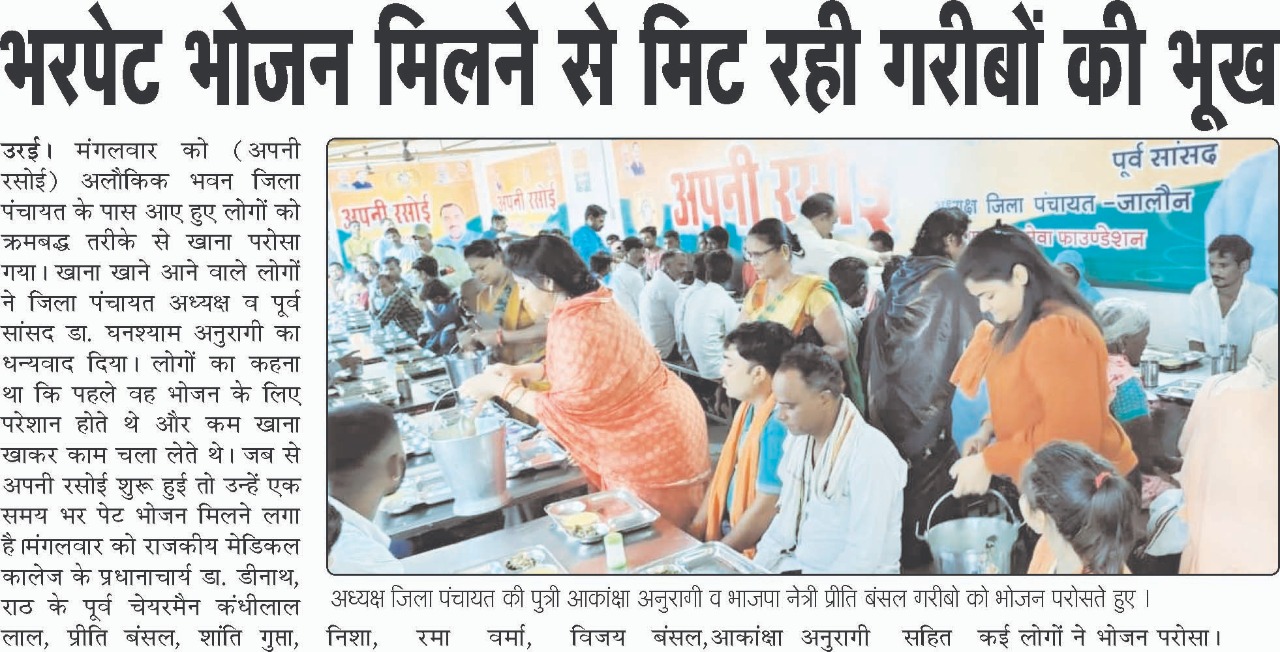 भरपेट भोजन मिलने से मिट रही गरीबों की भूख
उरई। मंगलवार को (अपनी
रसोई) अलौकिक भवन जिला
पंचायत के पास आए हुए लोगों को
क्रमबद्ध तरीके से खाना परोसा
गया। खाना खाने आने वाले लोगों
ने जिला पंचायत अध्यक्ष व पूर्व
सांसद डा. घनश्याम अनुरागी का
धन्यवाद दिया। लोगों का कहना
था कि पहले वह भोजन के लिए
परेशान होते थे और कम खाना
खाकर काम चला लेते थे। जब से
अपनी रसोई शुरू हुई तो उन्हें एक
समय भर पेट भोजन मिलने लगा
है।मंगलवार को राजकीय मेडिकल
कालेज के प्रधानाचार्य डा. डीनाथ,
राठ के पूर्व चेयरमैन कंधीलाल
लाल, प्रीति बंसल, शांति गुप्ता,
अपनी रसोई
अपनी रसोई
अपनी रसोई
पूर्व सांसद
जिला पंचायत -जालौन
फाउण्डेशन
अध्यक्ष जिला पंचायत की पुत्री आकांक्षा अनुरागी व भाजपा नेत्री प्रीति बंसल गरीबो को भोजन परोसते हुए ।
निशा, रमा वर्मा, विजय बंसल,आकांक्षा अनुरागी सहित कई लोगों ने भोजन परोसा।